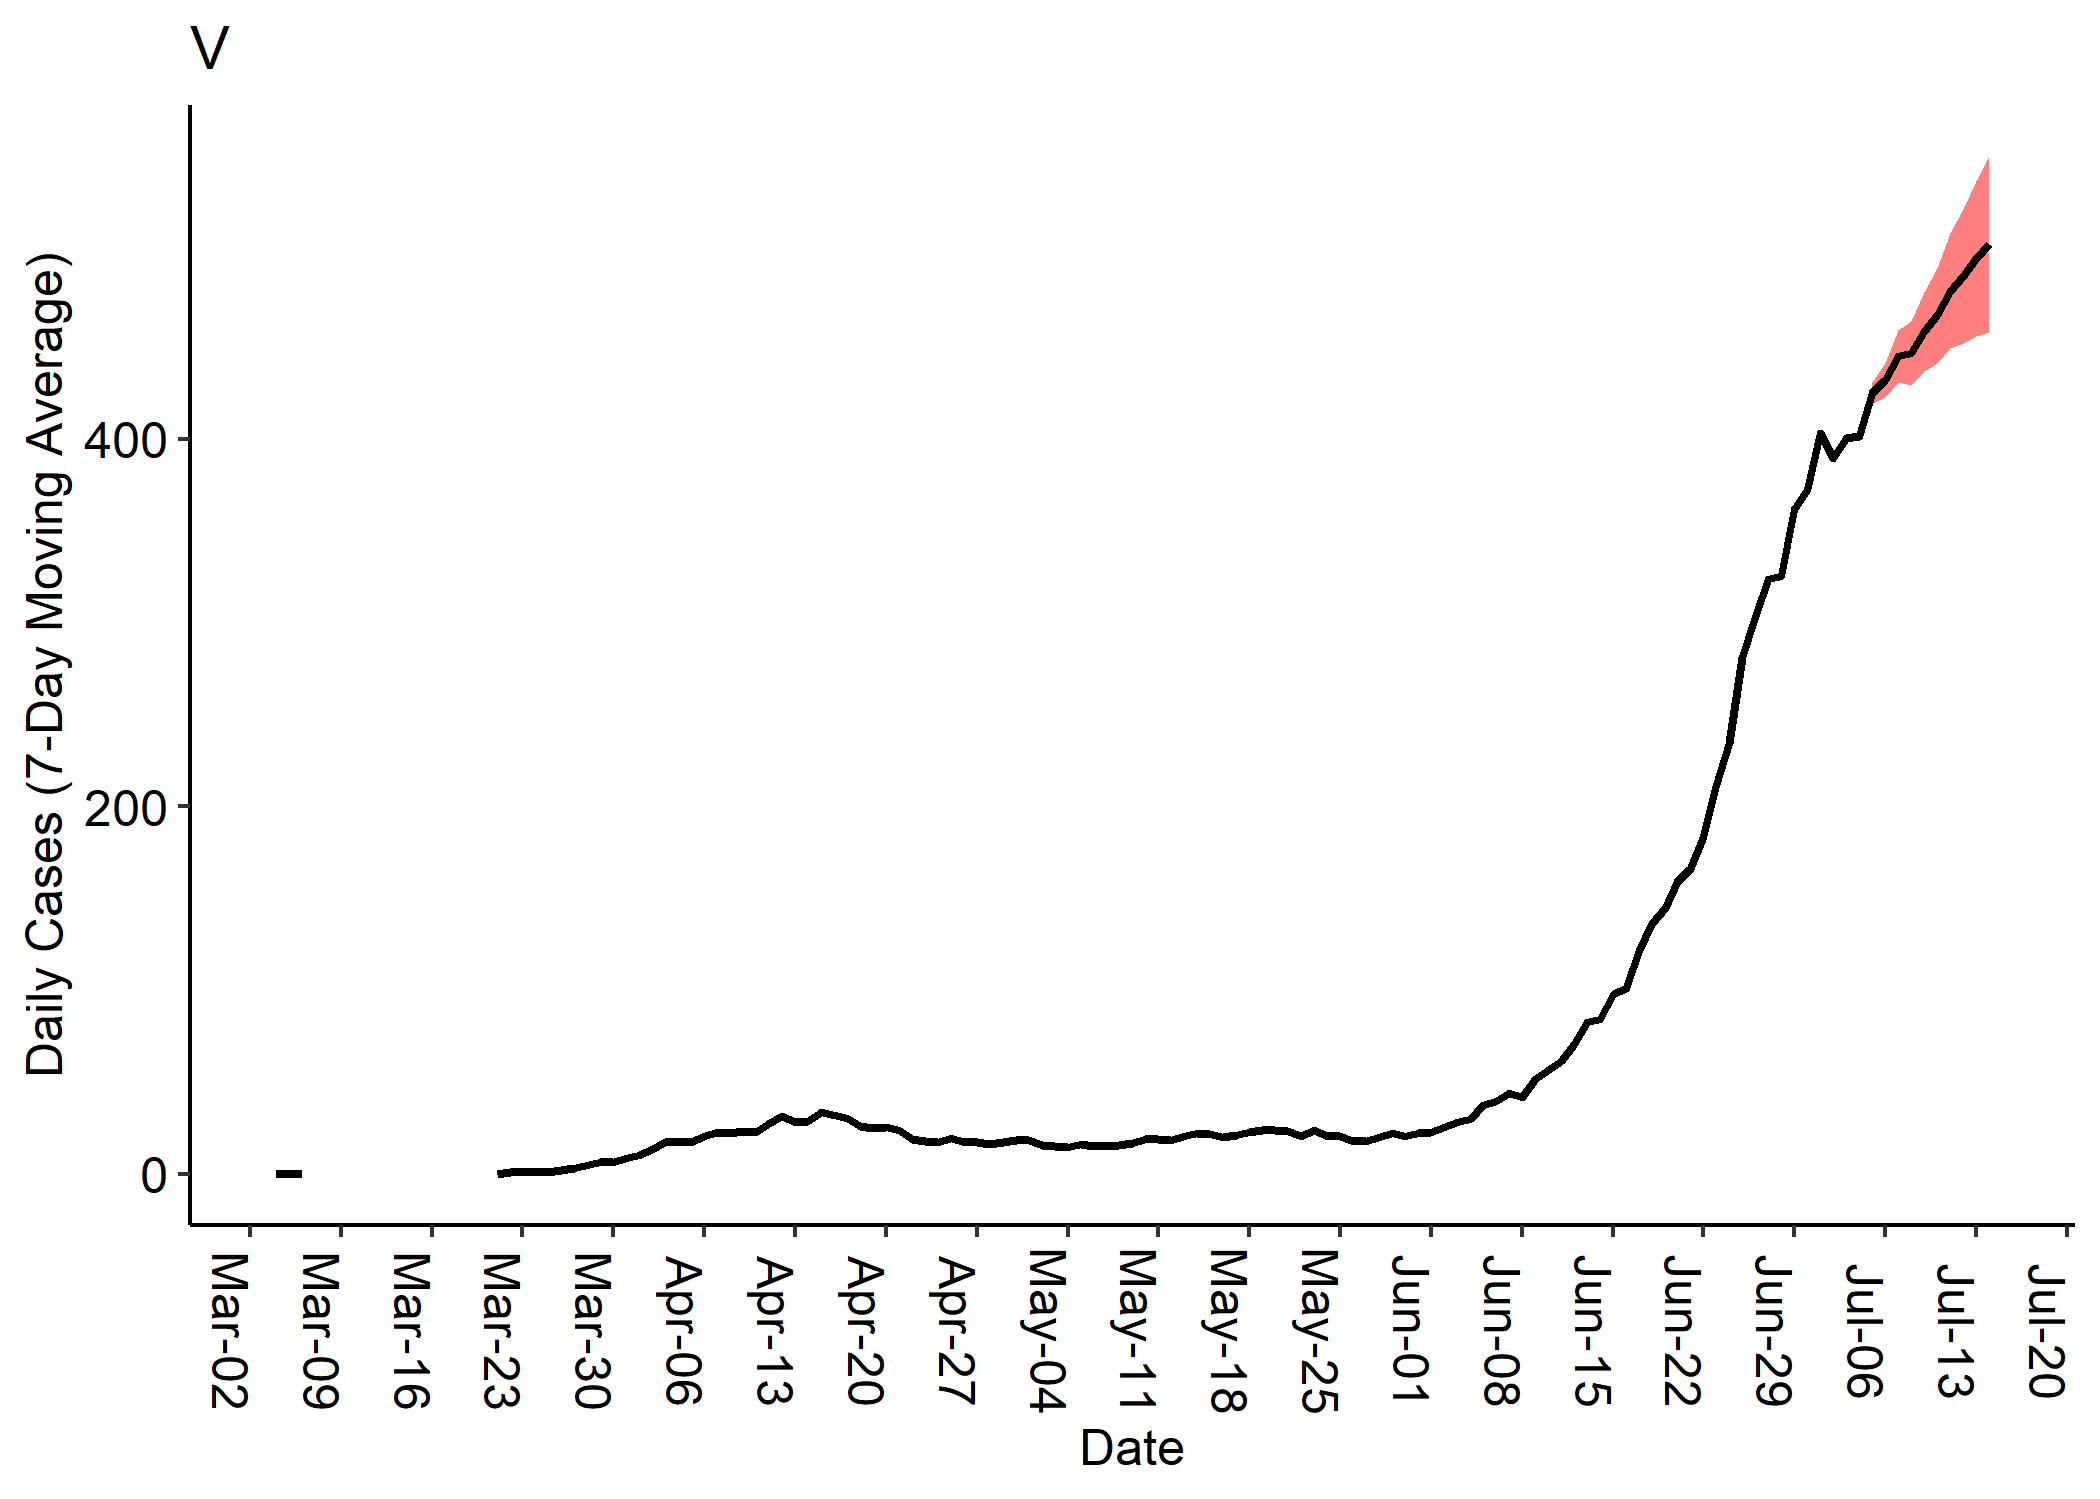 V
Daily Cases (7-Day Moving Average)
400
200
0
Mar-02
Mar-09
Mar-16
Mar-23
Mar-30
Apr-06
Apr-13
Apr-20
Apr-27
May-04
May-11
May-18
May-25
Jun-01
Jun-08
Jun-15
Jun-22
Jun-29
Jul-06
Jul-13
Jul-20
Date